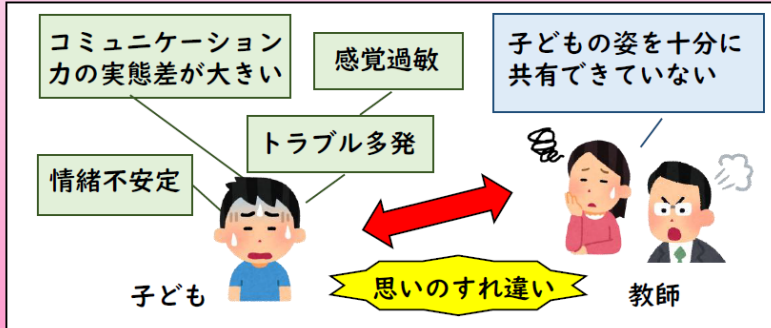 コミュニケーション
力の実態差が大きい
感覚過敏
トラブル多発
情緒不安定
子ども
子どもの姿を十分に
共有できていない
思いのすれ違い
教師